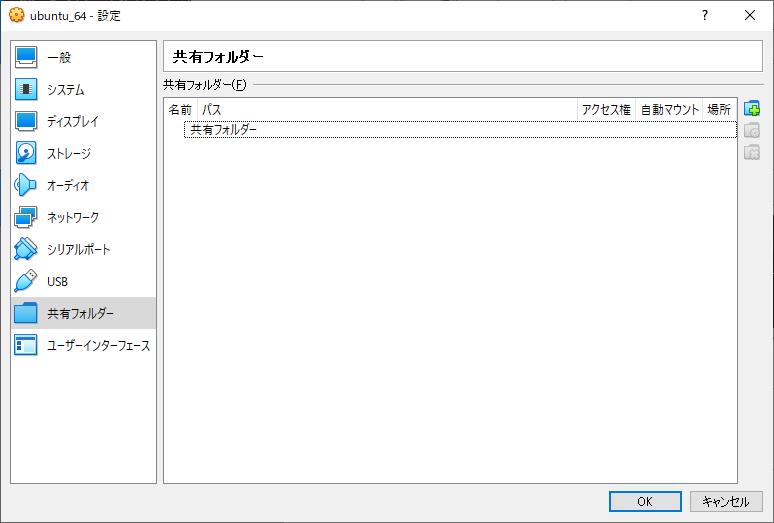 ubuntu_64 - 設定
?
一般
システム
ディスプレイ
ストレージ
オーディオ
ネットワーク
シリアルポート
USB
共有フォルダー
ユーザーインターフェース
共有フォルダー
共有フォルダー(F)
名前 パス アクセス権 自動マウント 場所
共有フォルダー
OK キャンセル